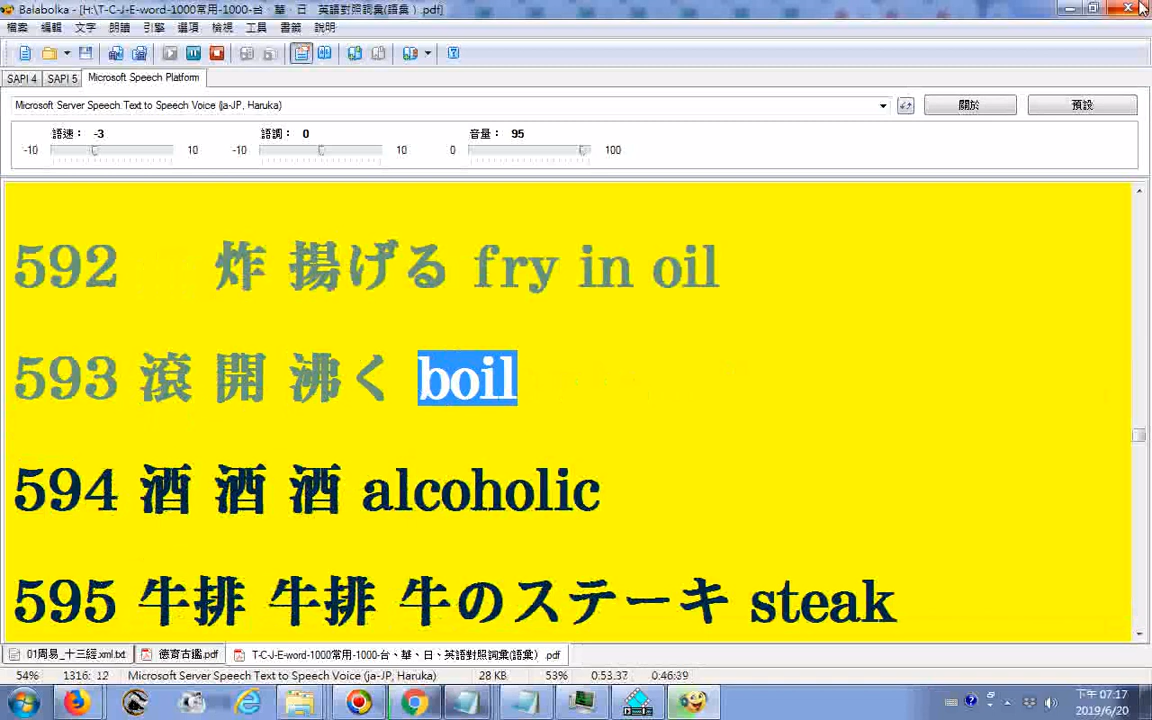 Balabolka - [H:\T-C-J-E-word-1000常用-1000-台、華、日、英語對照詞彙(語彙).pdf]
檔案 編輯 文字 朗讀 引擎 選項 檢視 工具 書籤 說明
SAPI 4 SAPI 5 Microsoft Speech Platform
Microsoft Server Speech Text to Speech Voice (ja-JP, Haruka) 關於 預設
語速： -3 語調： 0 音量： 95
-10 10 -10 10 0 100
592 炸 揚げる fry in oil
593 滾 開 沸く boil
594 酒 酒 酒 alcoholic
595 牛排 牛排 牛のステーキ steak
01周易_十三經.xml.txt 德育古鑑.pdf T-C-J-E-word-1000常用-1000-台、華、日、英語對照詞彙(語彙）.pdf
54% 1316: 12 Microsoft Server Speech Text to Speech Voice (ja-JP, Haruka) 28 KB 53% 0:53.37 0:46:39
下午 07:17
2019/6/20